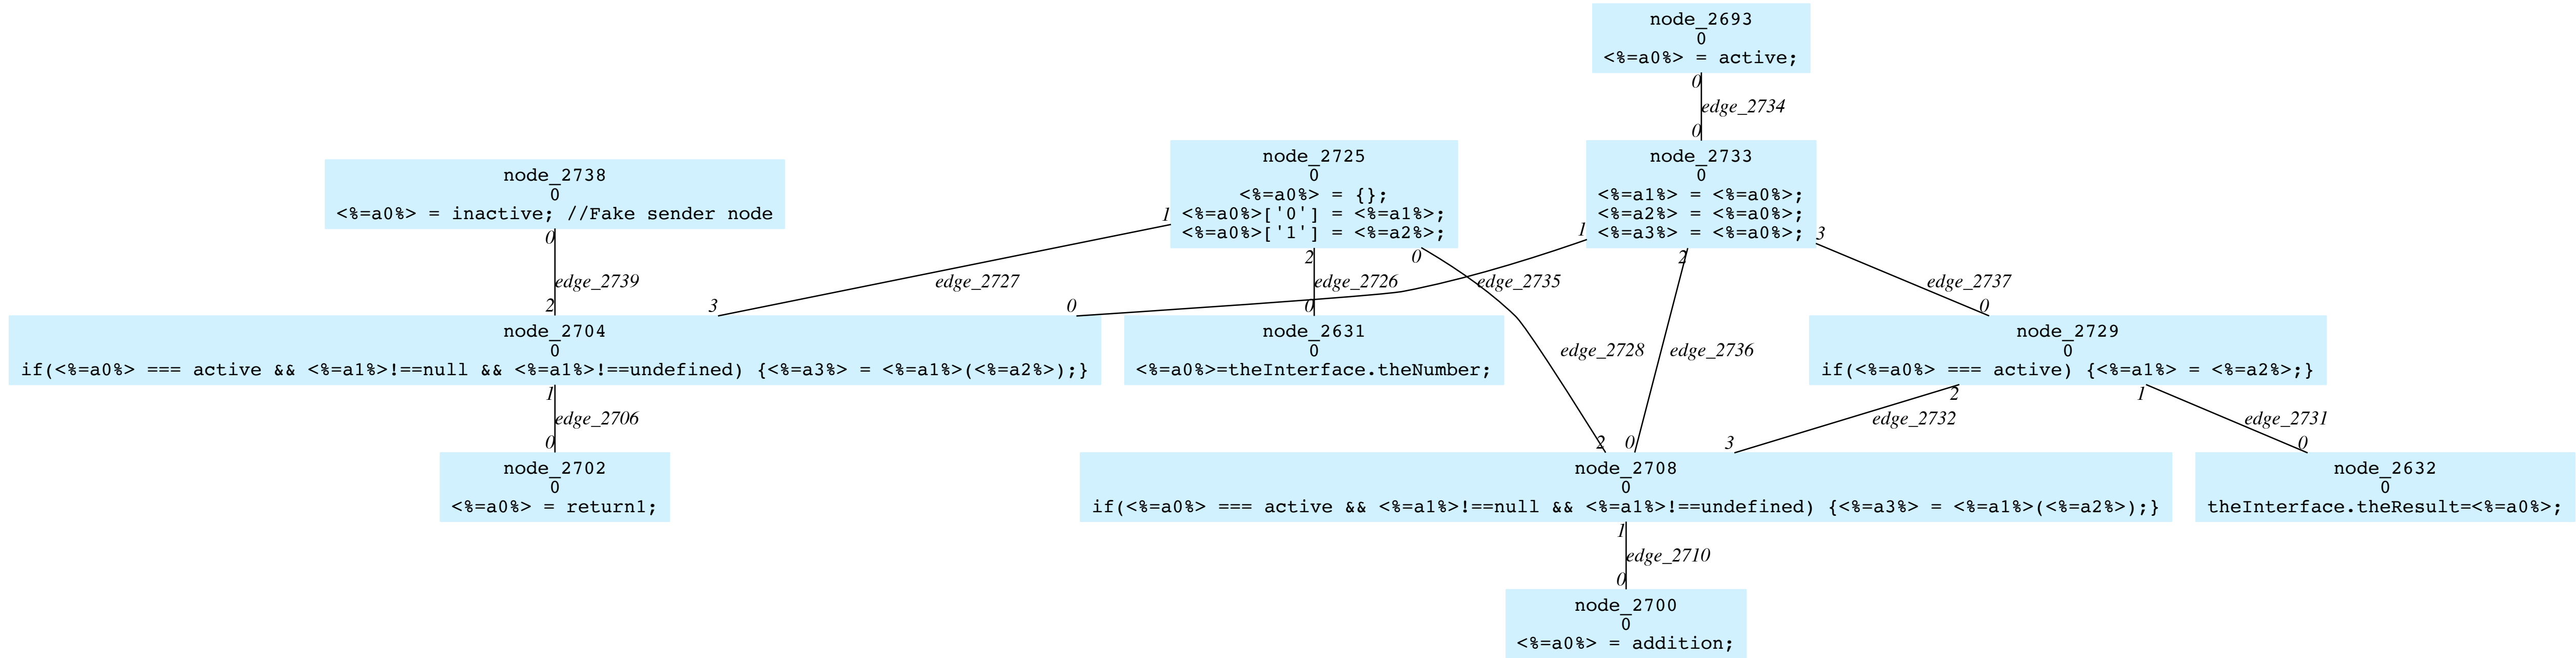 node_2693
0
<%=a0%> = active;
0
edge_2734
0
node_2738
0
<%=a0%> = inactive; //Fake sender node
0
node_2725
0
<%=a0%> = {};
<%=a0%>['0'] = <%=a1%>;
<%=a0%>['1'] = <%=a2%>;
1
2
0
node_2733
0
<%=a1%> = <%=a0%>;
<%=a2%> = <%=a0%>;
<%=a3%> = <%=a0%>;
1
2
3
edge_2739
edge_2727
edge_2726
edge_2735
edge_2737
2
3
0
0
0
node_2704
0
if(<%=a0%> === active && <%=a1%>!==null && <%=a1%>!==undefined) {<%=a3%> = <%=a1%>(<%=a2%>);}
1
node_2631
0
<%=a0%>=theInterface.theNumber;
edge_2728
edge_2736
node_2729
0
if(<%=a0%> === active) {<%=a1%> = <%=a2%>;}
2
1
edge_2706
edge_2732
edge_2731
0
2
0
3
0
node_2702
0
<%=a0%> = return1;
node_2708
0
if(<%=a0%> === active && <%=a1%>!==null && <%=a1%>!==undefined) {<%=a3%> = <%=a1%>(<%=a2%>);}
1
node_2632
0
theInterface.theResult=<%=a0%>;
edge_2710
0
node_2700
0
<%=a0%> = addition;